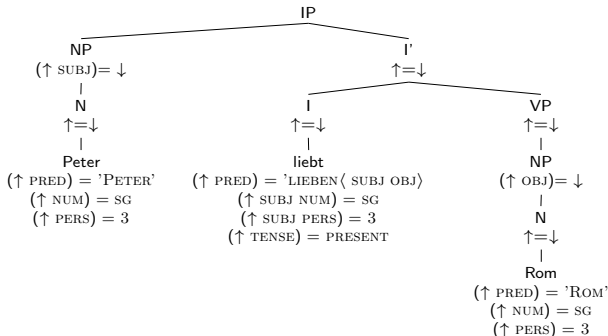 IP
NP I'
(↑ SUBJ)= ↓ ↑=↓
N I VP
↑=↓ ↑=↓ ↑=↓
Peter liebt NP
(↑ PRED) = 'PETER' (↑ PRED) = 'LIEBEN⟨ SUBJ OBJ⟩ (↑ OBJ)= ↓
(↑ NUM) = SG (↑ SUBJ NUM) = SG N
(↑ PERS) = 3 (↑ SUBJ PERS) = 3 ↑=↓
(↑ TENSE) = PRESENT
Rom
(↑ PRED) = 'ROM'
(↑ NUM) = SG
(↑ PERS) = 3